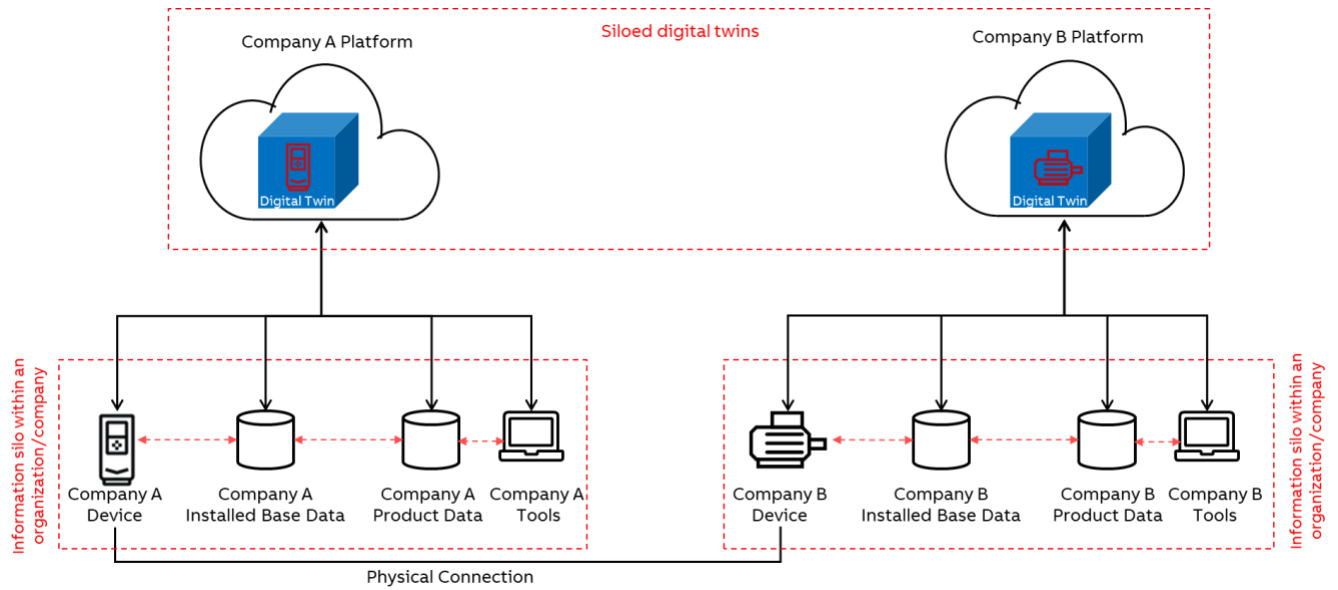 Siloed digital twins
Company A Platform
Company B Platform
Digital Twin
Digital Twin
Information silo within an
organization/company
Company A
Device
Company A
Installed Base Data
Company A
Product Data
Company A
Tools
Company B
Device
Company B
Installed Base Data
Company B
Product Data
Company B
Tools
Information silo within an
organization/company
Physical Connection